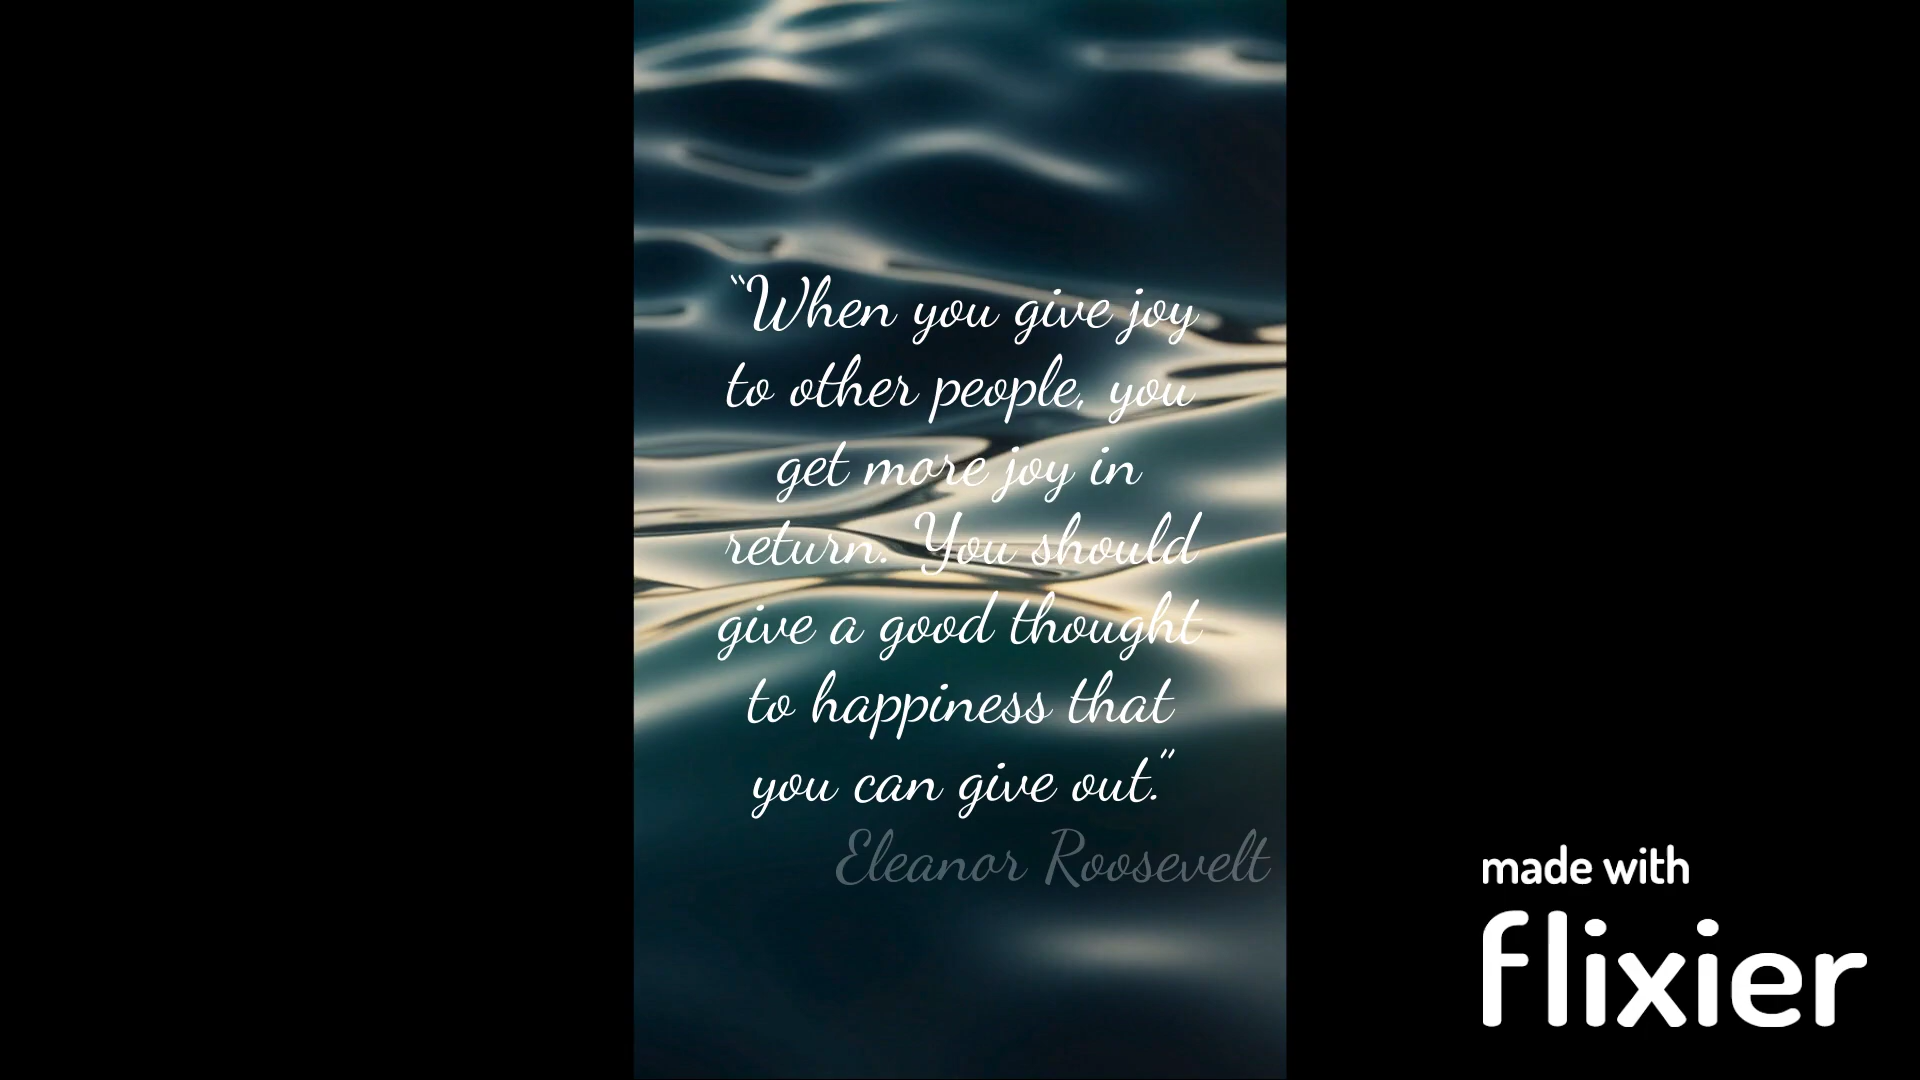 “When you give joy
to other people, you
get more joy in
return. You should
give a good thought
to happiness that
you can give out.”
Eleanor Roosevelt
made with
flixier